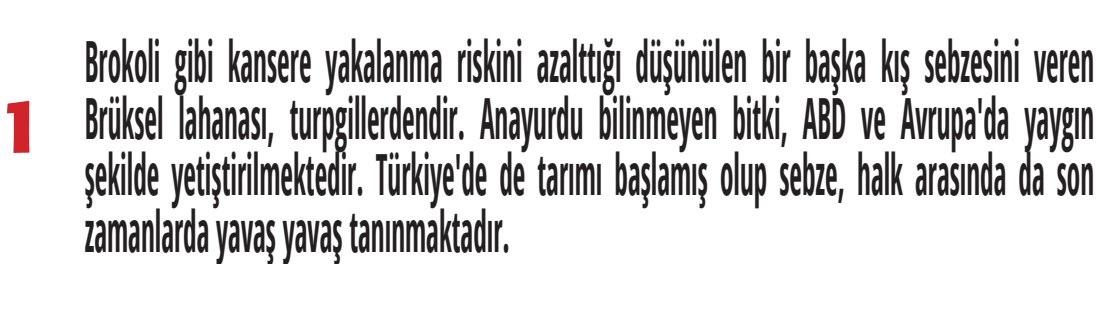 Brokoli gibi kansere yakalanma riskini azalttığı düşünülen bir başka kış sebzesini veren
1 Brüksel lahanası, turpgillerdendir. Anayurdu bilinmeyen bitki, ABD ve Avrupa'da yaygın
şekilde yetiştirilmektedir. Türkiye'de de tarımı başlamış olup sebze, halk arasında da son
zamanlarda yavaş yavaş tanınmaktadır.